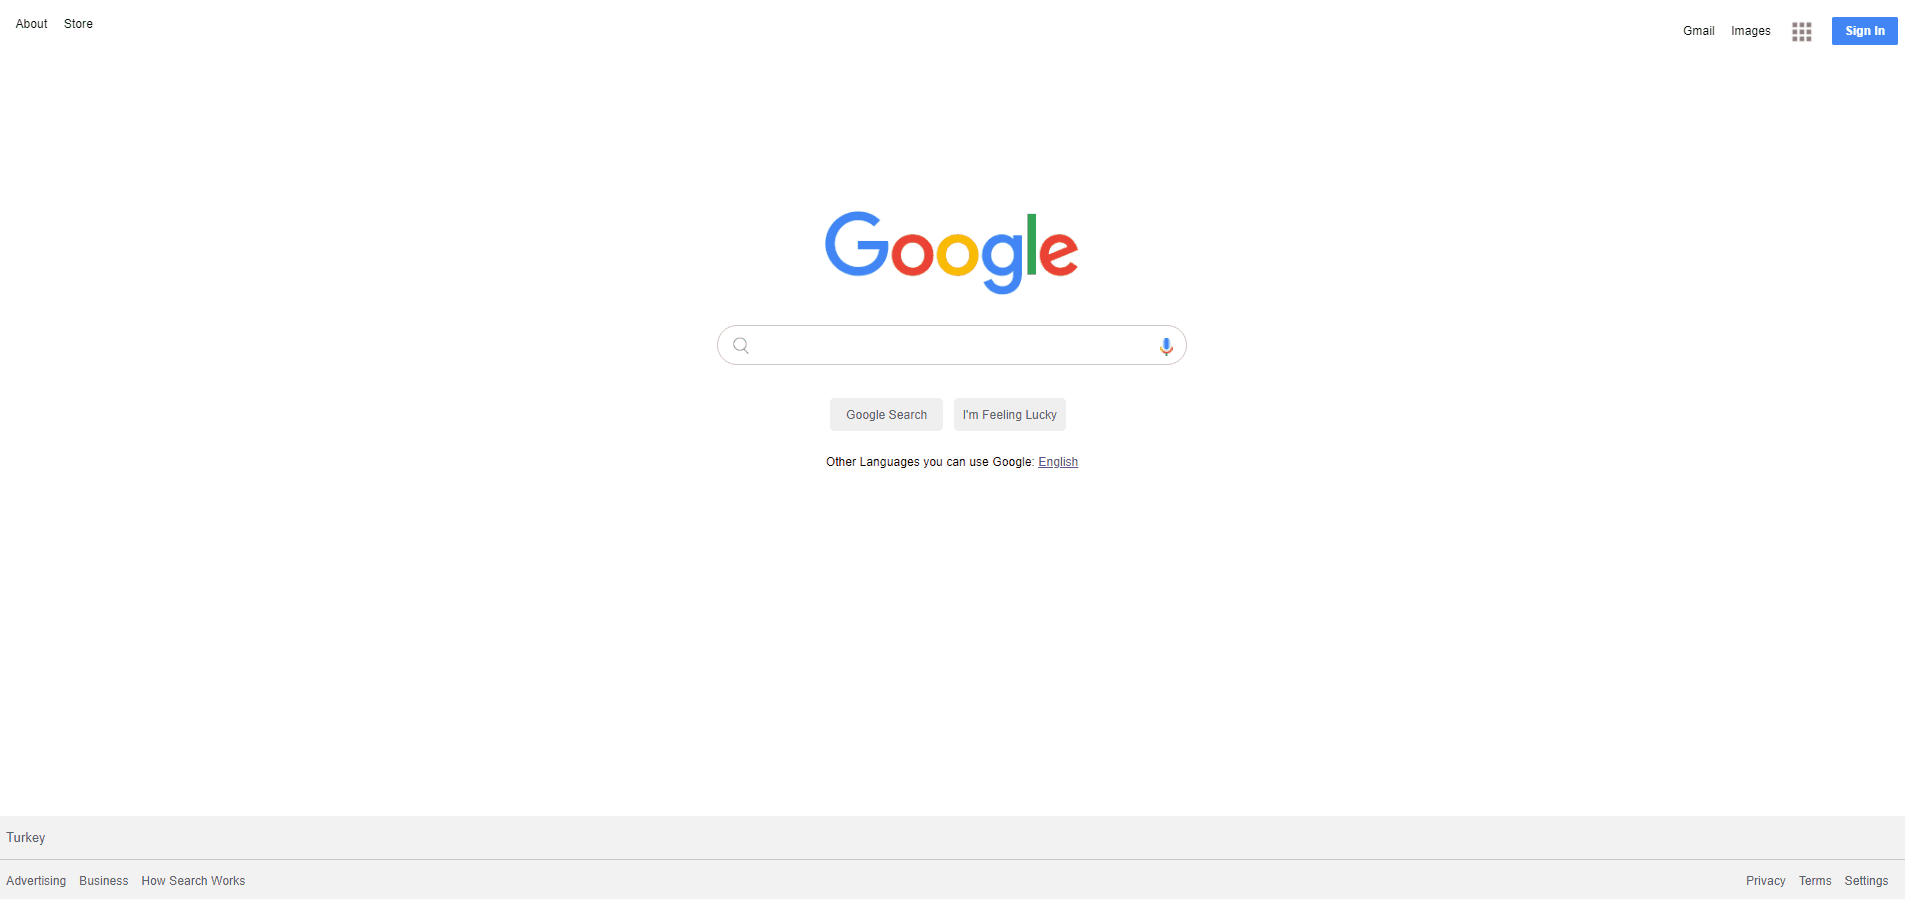 About Store
Gmail Images Sign In
Google
Google Search I'm Feeling Lucky
Other Languages you can use Google: English
Turkey
Advertising Business How Search Works
Privacy Terms Settings